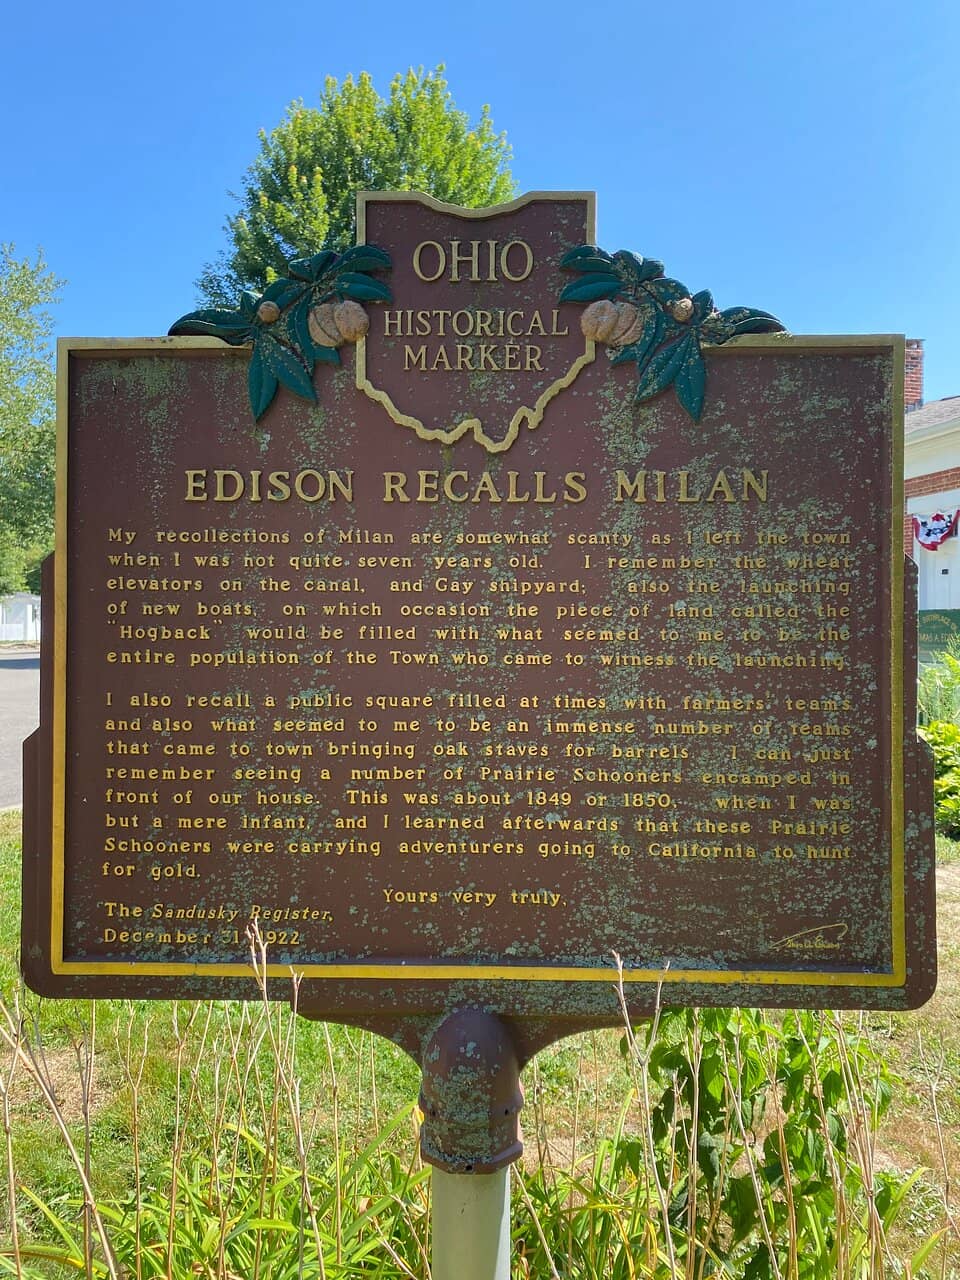 OHIO
HISTORICAL
MARKER
EDISON RECALLS MILAN
My recollections of Milan are somewhat scanty as I left the town
when I was not quite seven years old. I remember the wheat
elevators on the canal, and Gay shipyard; also the launching
of new boats, on which occasion the piece of land called the
"Hogback" would be filled with what seemed to me to be the
entire population of the Town who came to witness the launching.
I also recall a public square filled at times with farmers' teams
and also what seemed to me to be an immense number of teams
that came to town bringing oak staves for barrels. I can just
remember seeing a number of Prairie Schooners encamped in
front of our house. This was about 1849 or 1850, when I was
but a mere infant, and I learned afterwards that these Prairie
Schooners were carrying adventurers going to California to hunt
for gold.
Yours very truly,
The Sandusky Register,
December 31, 1922
BIRTHPLACE OF